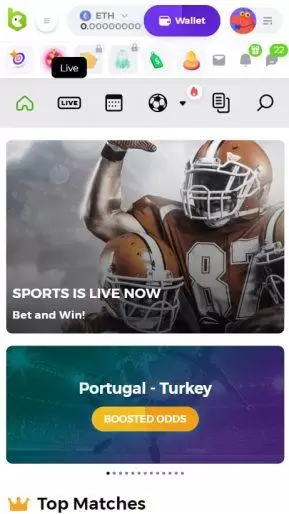 ETH
0.00000000
Wallet
22
Live
LIVE
87
SPORTS IS LIVE NOW
Bet and Win!
Portugal - Turkey
BOOSTED ODDS
Top Matches